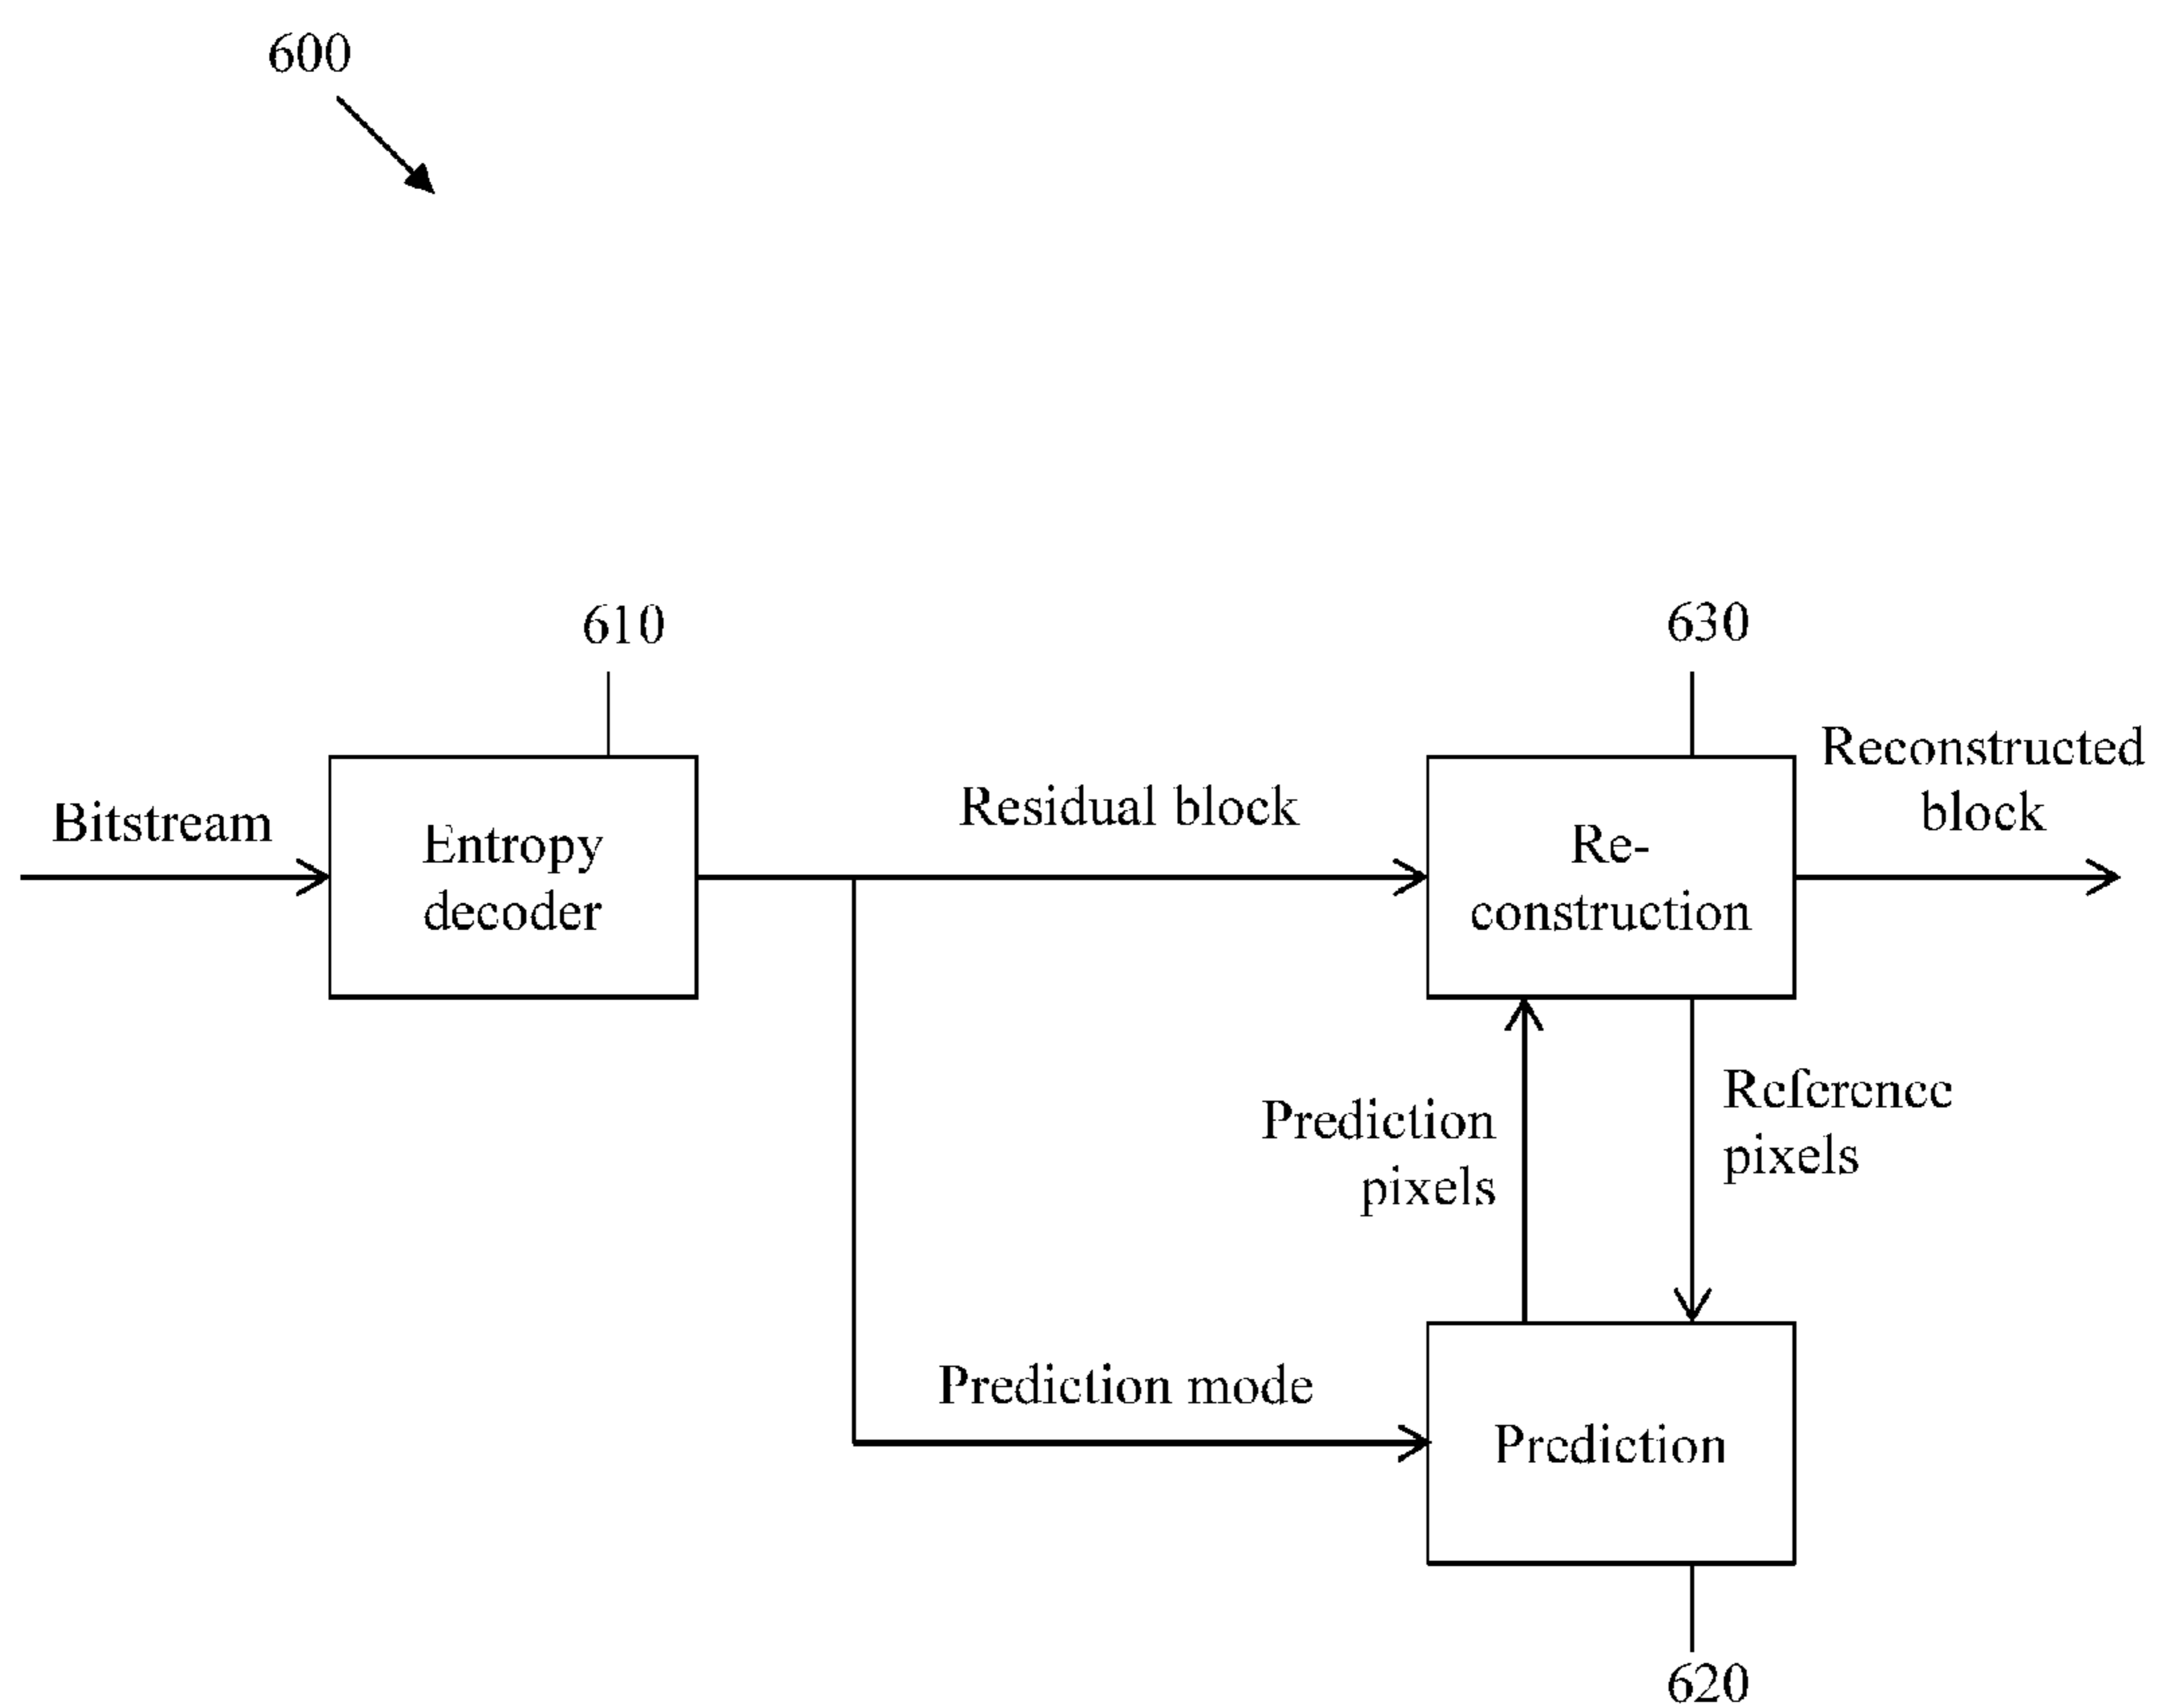 600
610
630
Bitstream
Entropy
decoder
Residual block
Re-
construction
Reconstructed
block
Prediction
pixels
Reference
pixels
Prediction mode
Prediction
620